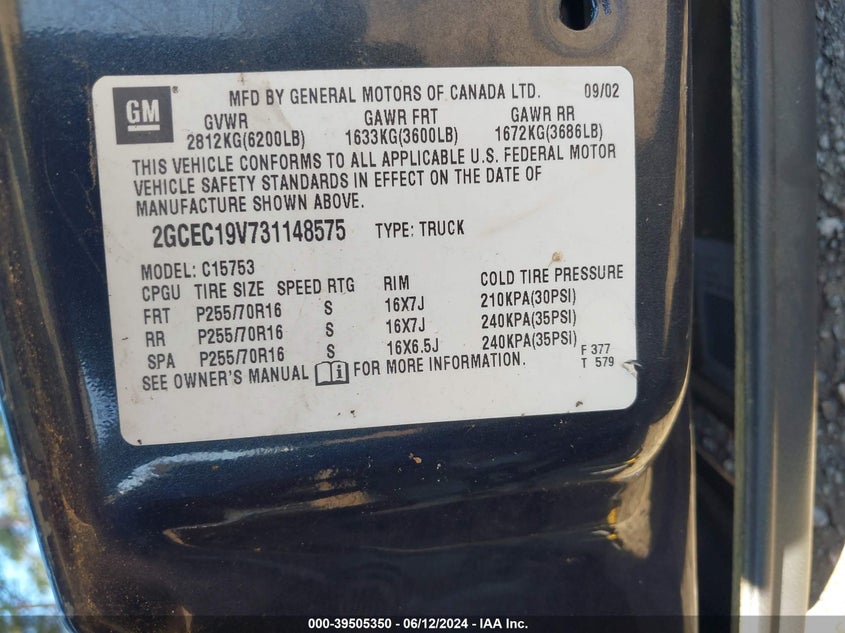 GM ®
MFD BY GENERAL MOTORS OF CANADA LTD. 09/02
GVWR GAWR FRT GAWR RR
2812KG(6200LB) 1633KG(3600LB) 1672KG(3686LB)
THIS VEHICLE CONFORMS TO ALL APPLICABLE U.S. FEDERAL MOTOR
VEHICLE SAFETY STANDARDS IN EFFECT ON THE DATE OF
MANUFACTURE SHOWN ABOVE.
2GCEC19V731148575 TYPE: TRUCK
MODEL: C15753
CPGU TIRE SIZE SPEED RTG RIM COLD TIRE PRESSURE
FRT P255/70R16 S 16X7J 210KPA(30PSI)
RR P255/70R16 S 16X7J 240KPA(35PSI)
SPA P255/70R16 S 16X6.5J 240KPA(35PSI)
SEE OWNER'S MANUAL i FOR MORE INFORMATION.
F 377
T 579
000-39505350 - 06/12/2024 - IAA Inc.